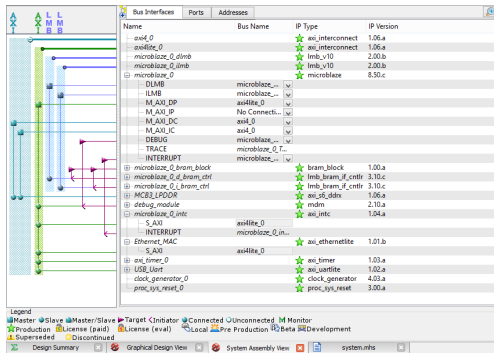 A A L L
X X M M
I I B B
Bus Interfaces Ports Addresses
Name Bus Name IP Type IP Version
axi4_0 axi_interconnect 1.06.a
axi4lite_0 axi_interconnect 1.06.a
microblaze_0_dlmb lmb_v10 2.00.b
microblaze_0_ilmb lmb_v10 2.00.b
microblaze_0 microblaze 8.50.c
DLMB microblaze_...
ILMB microblaze_...
M_AXI_DP axi4lite_0
M_AXI_IP No Connecti...
M_AXI_DC axi4_0
M_AXI_IC axi4_0
DEBUG microblaze_...
TRACE microblaze_0_T...
INTERRUPT microblaze_...
microblaze_0_bram_block bram_block 1.00.a
microblaze_0_d_bram_ctrl lmb_bram_if_cntlr 3.10.c
microblaze_0_i_bram_ctrl lmb_bram_if_cntlr 3.10.c
MCB3_LPDDR axi_s6_ddrx 1.06.a
debug_module mdm 2.10.a
microblaze_0_intc axi_intc 1.04.a
S_AXI axi4lite_0
INTERRUPT microblaze_0_in...
Ethernet_MAC axi_ethernetlite 1.01.b
S_AXI axi4lite_0
axi_timer_0 axi_timer 1.03.a
USB_Uart axi_uartlite 1.02.a
clock_generator_0 clock_generator 4.03.a
proc_sys_reset_0 proc_sys_reset 3.00.a
Legend
Master Slave Master/Slave Target Initiator Connected Unconnected M Monitor
Production License (paid) License (eval) Local Pre Production Beta Development
Superseded Discontinued
Design Summary Graphical Design View System Assembly View system.mhs